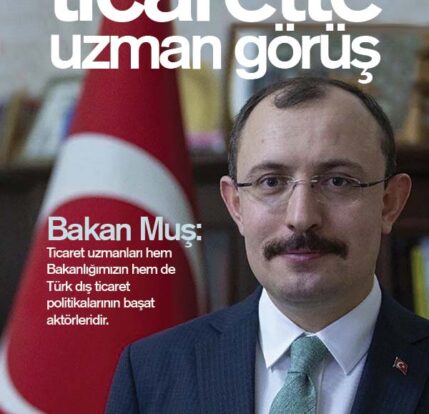 ticarette
uzman görüş
Bakan Muş:
Ticaret uzmanları hem
Bakanlığımızın hem de
Türk dış ticaret
politikalarının başat
aktörleridir.